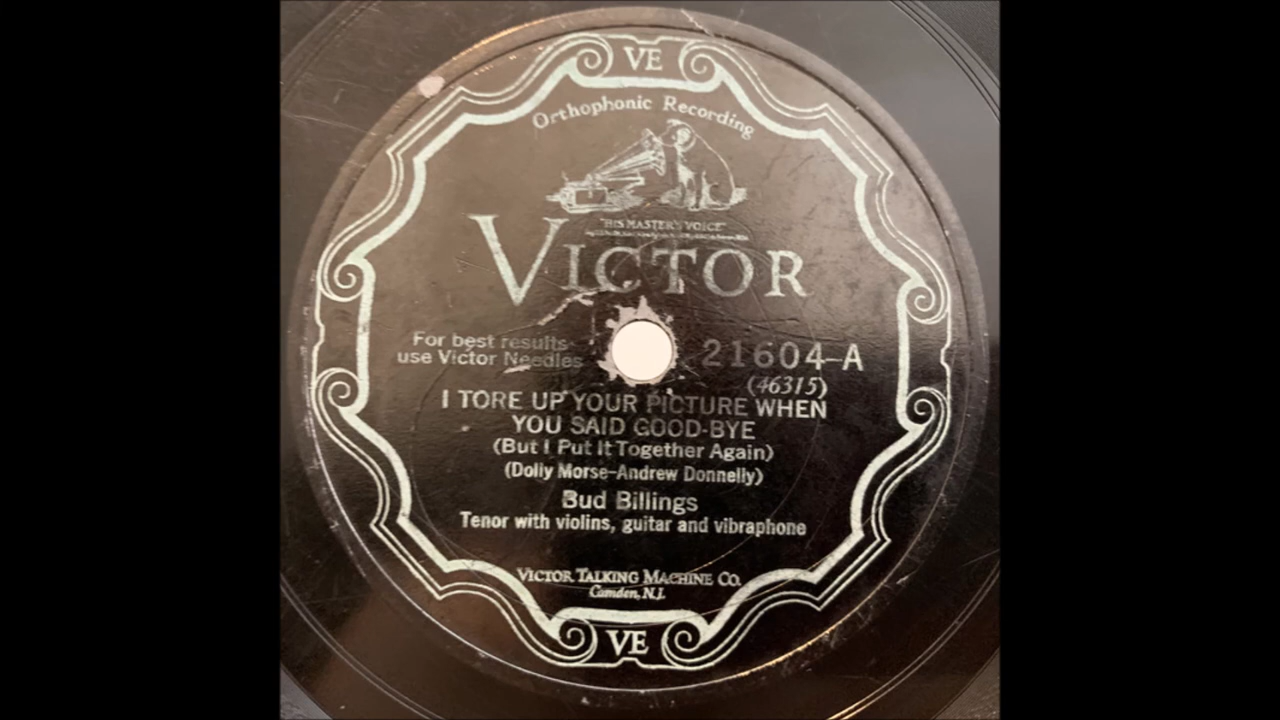 VE
Orthophonic Recording
"HIS MASTER'S VOICE"
VICTOR
For best results
use Victor Needles
21604-A
(46315)
I TORE UP YOUR PICTURE WHEN
YOU SAID GOOD-BYE
(But I Put It Together Again)
(Dolly Morse-Andrew Donnelly)
Bud Billings
Tenor with violins, guitar and vibraphone
VICTOR TALKING MACHINE CO.
Camden, N.J.
VE